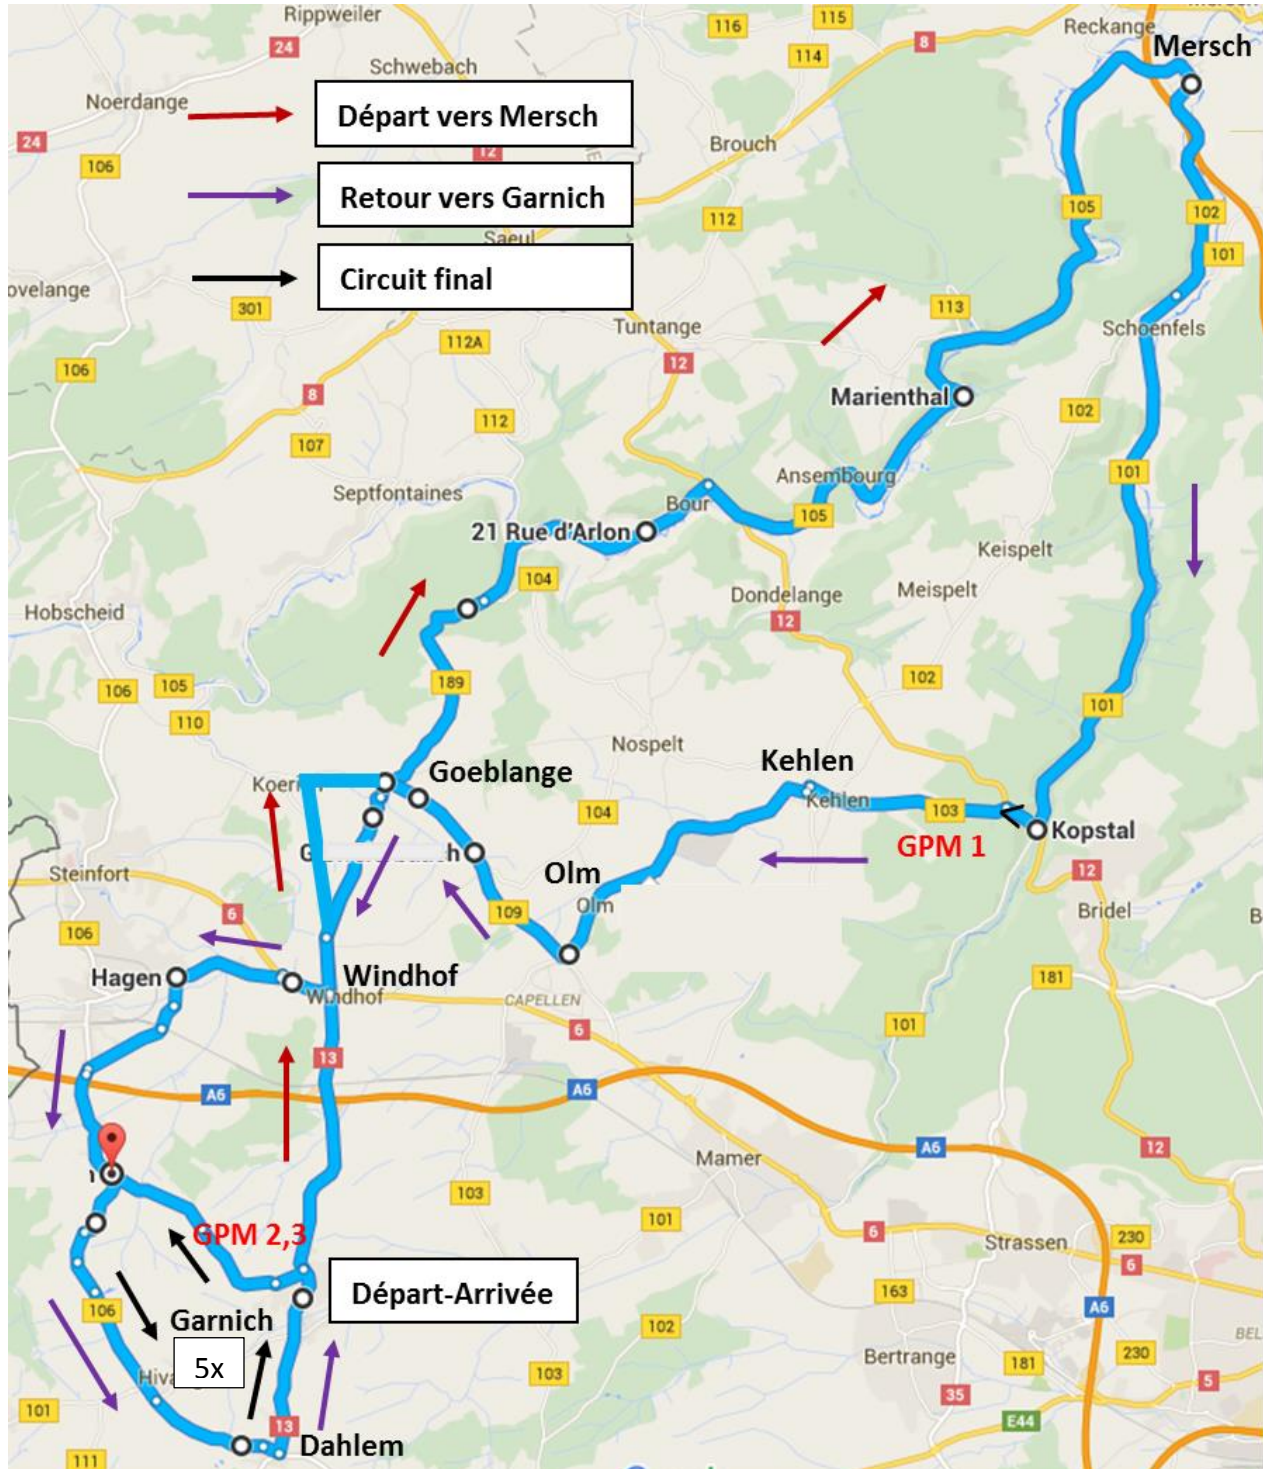 Rippweiler
116
115
Reckange
Mersch
24
8
114
Schwebach
Noerdange
Départ vers Mersch
24
12
Brouch
106
Retour vers Garnich
105
102
112
Saeul
101
Circuit final
ovelange
301
113
Tuntange
Schoenfels
112A
12
106
8
Marienthal
102
112
107
101
Ansembourg
Septfontaines
Bour
105
21 Rue d'Arlon
Keispelt
104
Meispelt
Dondelange
Hobscheid
12
102
189
105
106
101
110
Nospelt
Kehlen
Goeblange
Koeri
Kehlen
103
104
Kopstal
GPM 1
Steinfort
Olm
12
Olm
109
6
Bridel
B
106
Hagen
Windhof
181
Windhof
CAPELLEN
101
6
13
A6
A6
A6
12
Mamer
103
101
GPM 2,3
6
230
Strassen
6
Départ-Arrivée
163
A6
106
Garnich
102
BEL
5x
Bertrange
181
230
Hiva
103
5
35
101
13
E44
Dahlem
111